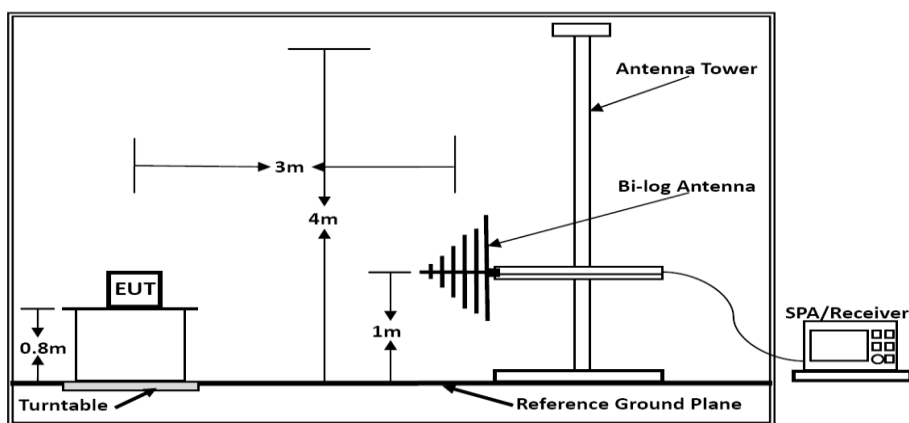 Antenna Tower
3m
Bi-log Antenna
4m
EUT
SPA/Receiver
1m
0.8m
Turntable
Reference Ground Plane